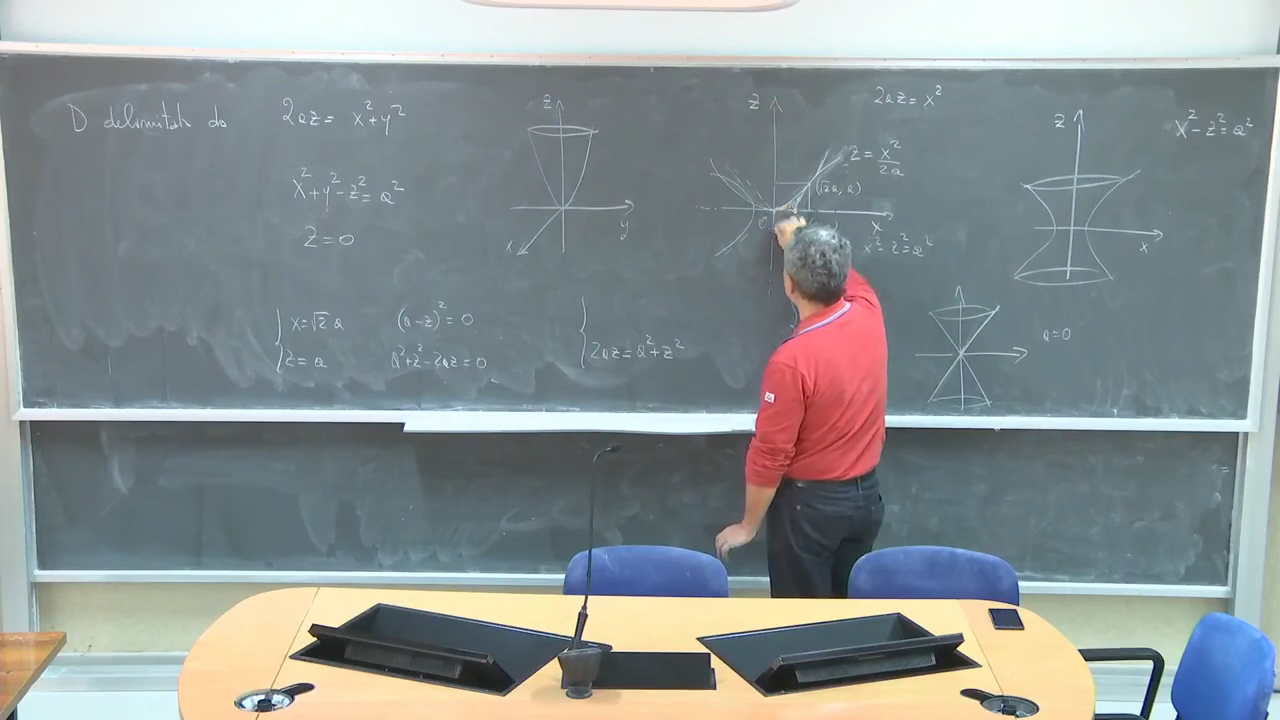 D delimitato da 2az = x²+y²
x²+y²-z²=a²
z=0
x=√2 a
z=a
(a-z)²=0
a²+z²-2az=0
2az=a²+z²
z
y
x
z
2az=x²
z=x²/2a
(√2a, a)
x
x²-z²=a²
z
x
x²-z²=a²
a=0